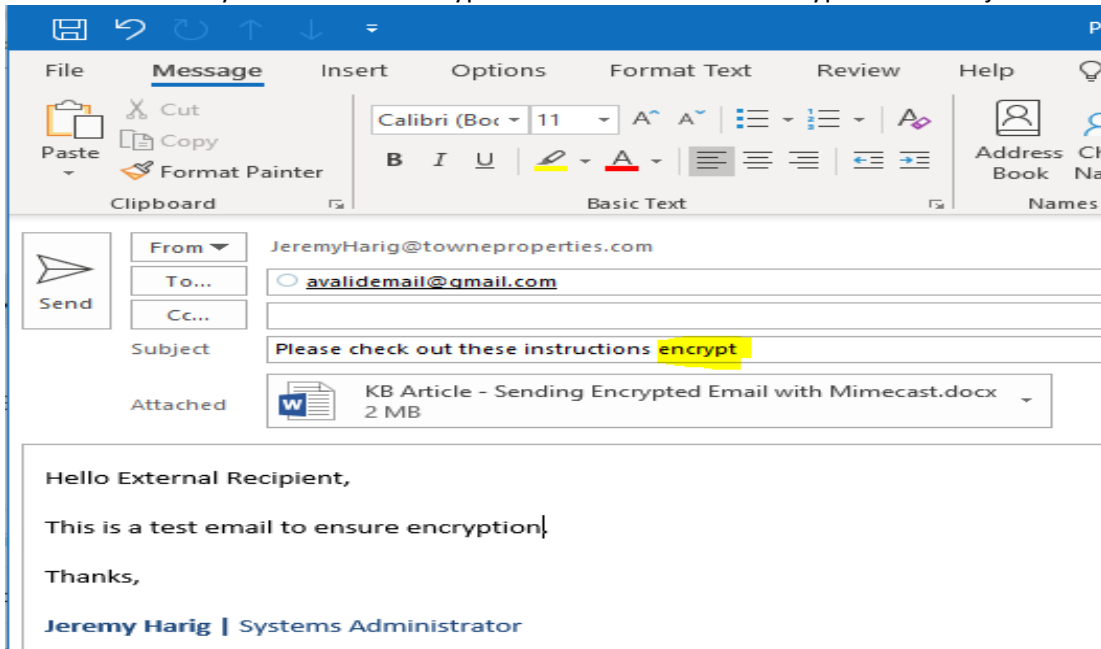 P
File Message Insert Options Format Text Review Help
Paste
Cut
Copy
Format Painter
Clipboard
Calibri (Boc 11 A^ A˅
B I U A
Basic Text
Address Book
Names
Send
From JeremyHarig@towneproperties.com
To... avalidemail@gmail.com
Cc...
Subject Please check out these instructions encrypt
Attached KB Article - Sending Encrypted Email with Mimecast.docx
2 MB
Hello External Recipient,
This is a test email to ensure encryption.
Thanks,
Jeremy Harig | Systems Administrator